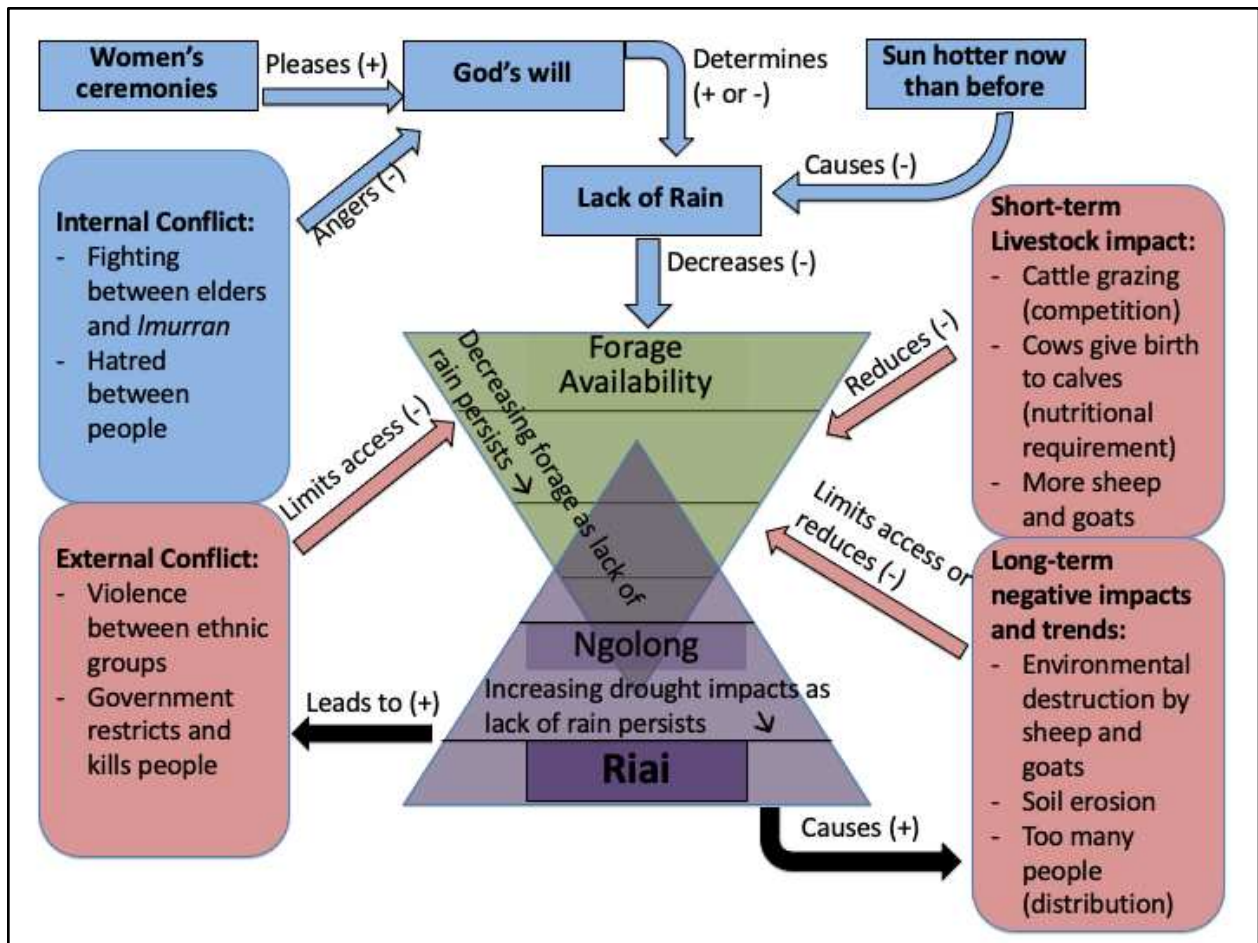 Women's
ceremonies
Pleases (+)
God's will
Determines
(+ or -)
Sun hotter now
than before
Angers (-)
Causes (-)
Lack of Rain
Decreases (-)
Internal Conflict:
- Fighting
between elders
and lmurran
- Hatred
between
people
Short-term
Livestock impact:
- Cattle grazing
(competition)
- Cows give birth
to calves
(nutritional
requirement)
- More sheep
and goats
Reduces (-)
Forage
Availability
Decreasing forage as lack of
rain persists ↘
Limits access (-)
Limits access or
reduces (-)
External Conflict:
- Violence
between ethnic
groups
- Government
restricts and
kills people
Long-term
negative impacts
and trends:
- Environmental
destruction by
sheep and
goats
- Soil erosion
- Too many
people
(distribution)
Ngolong
Increasing drought impacts as
lack of rain persists ↘
Leads to (+)
Riai
Causes (+)